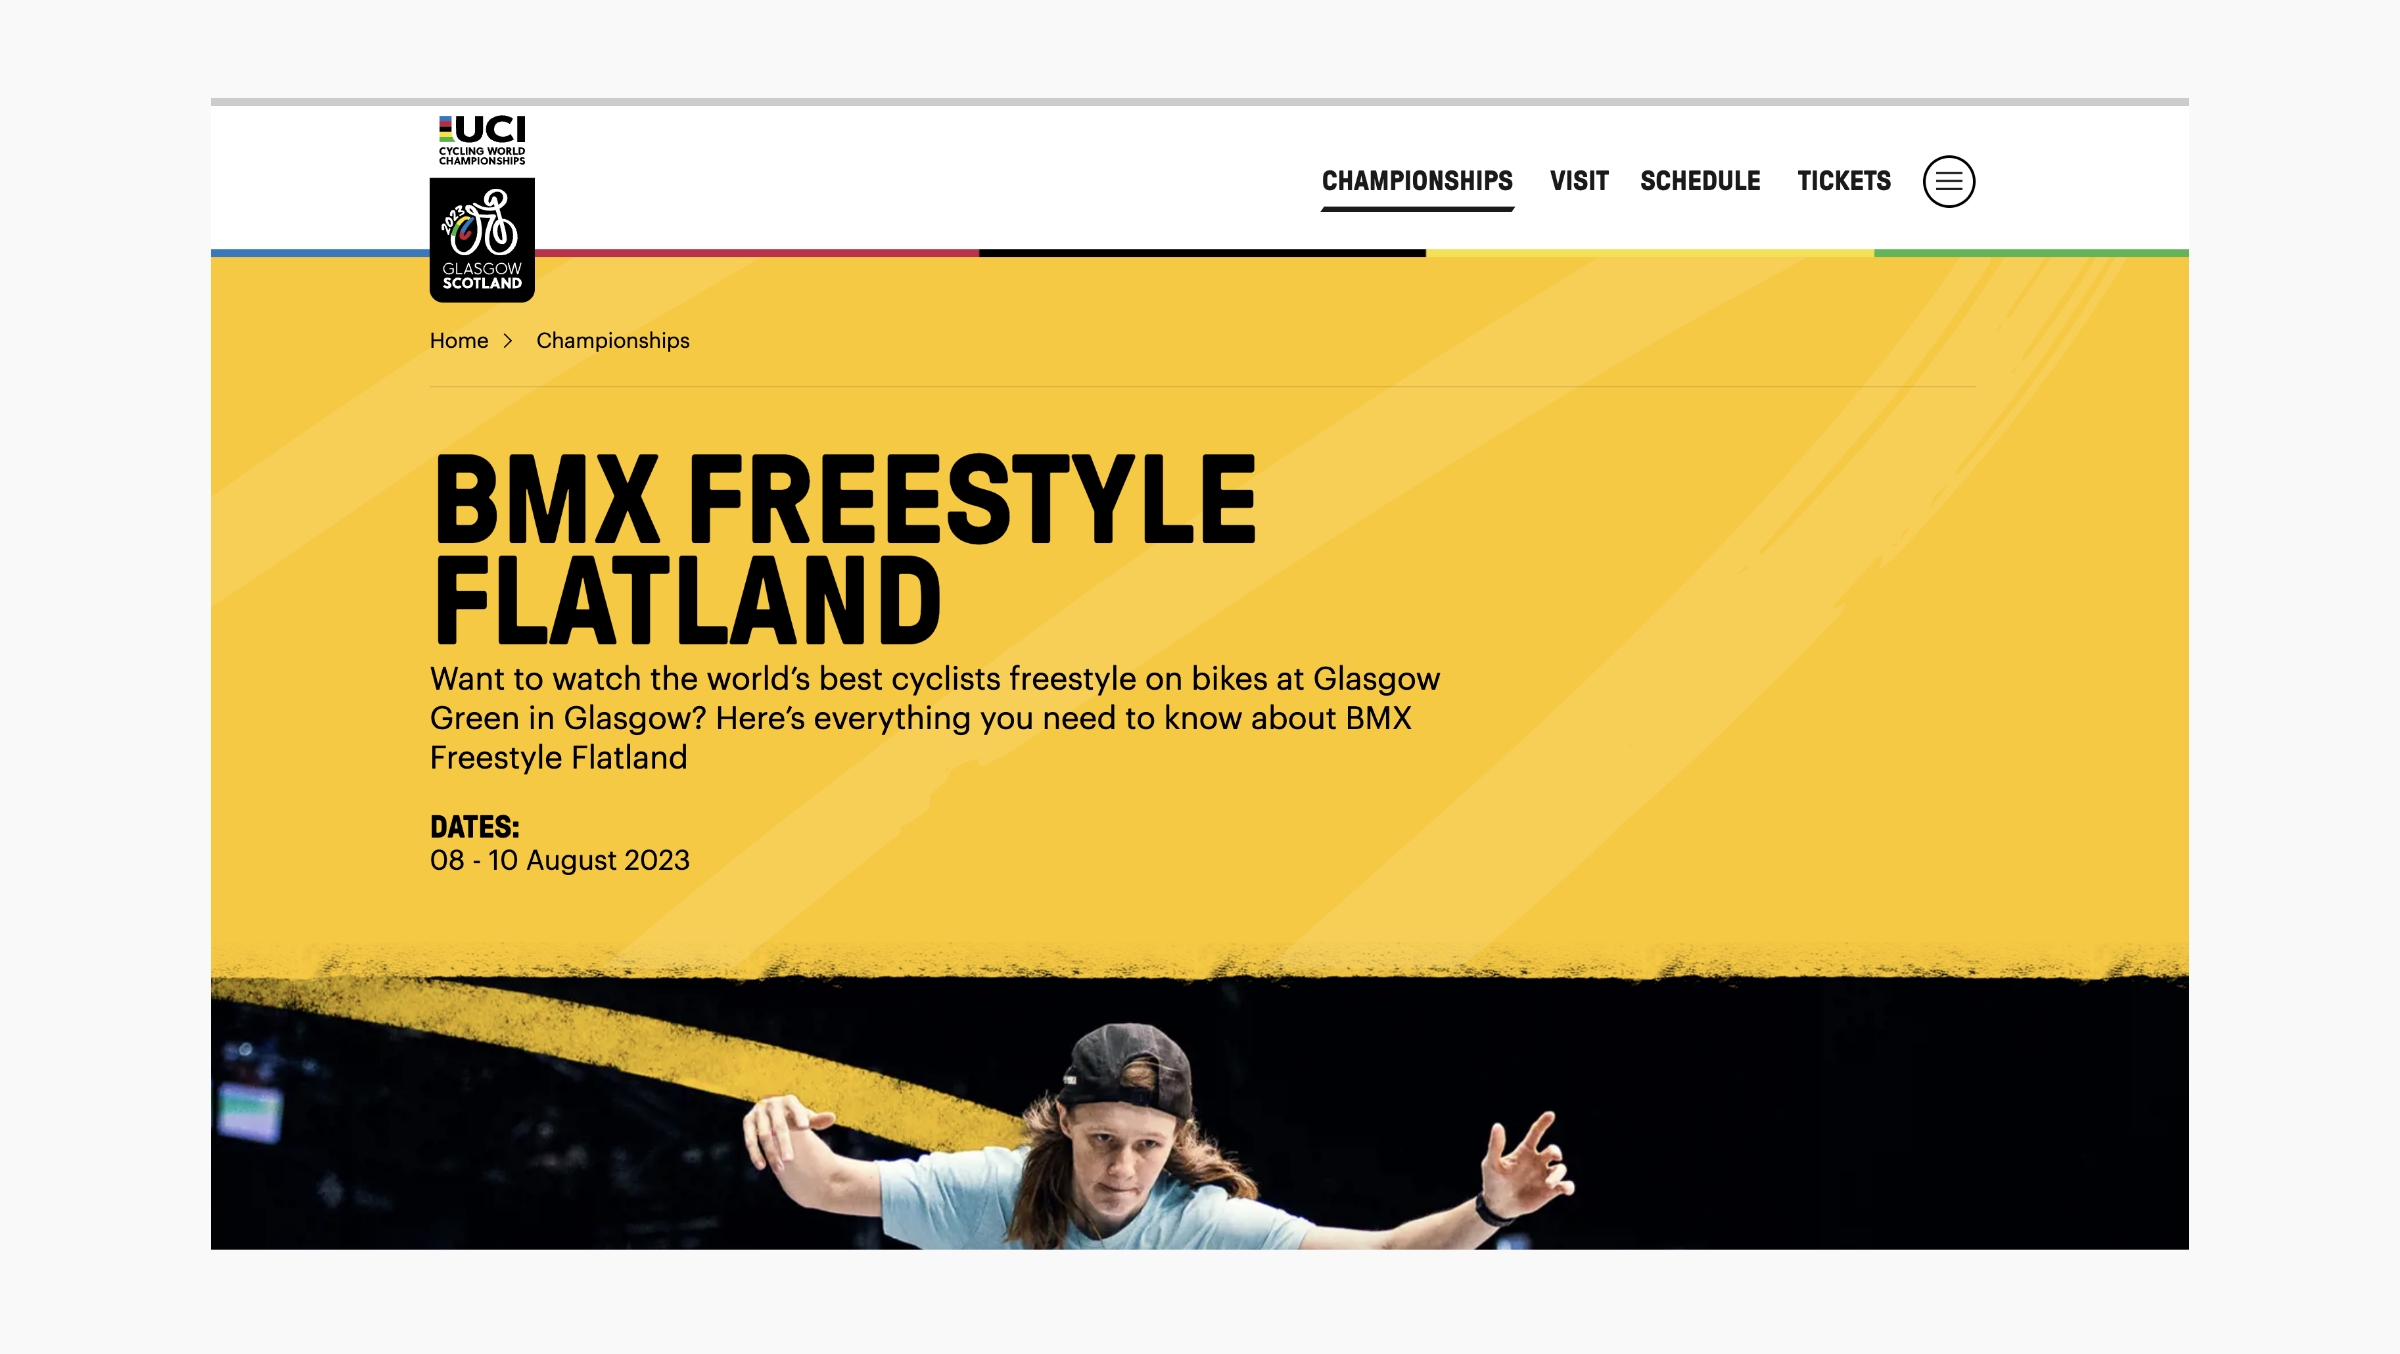 UCI
CYCLING WORLD
CHAMPIONSHIPS
2023
GLASGOW
SCOTLAND
CHAMPIONSHIPS VISIT SCHEDULE TICKETS
Home > Championships
BMX FREESTYLE
FLATLAND
Want to watch the world’s best cyclists freestyle on bikes at Glasgow
Green in Glasgow? Here’s everything you need to know about BMX
Freestyle Flatland
DATES:
08 - 10 August 2023